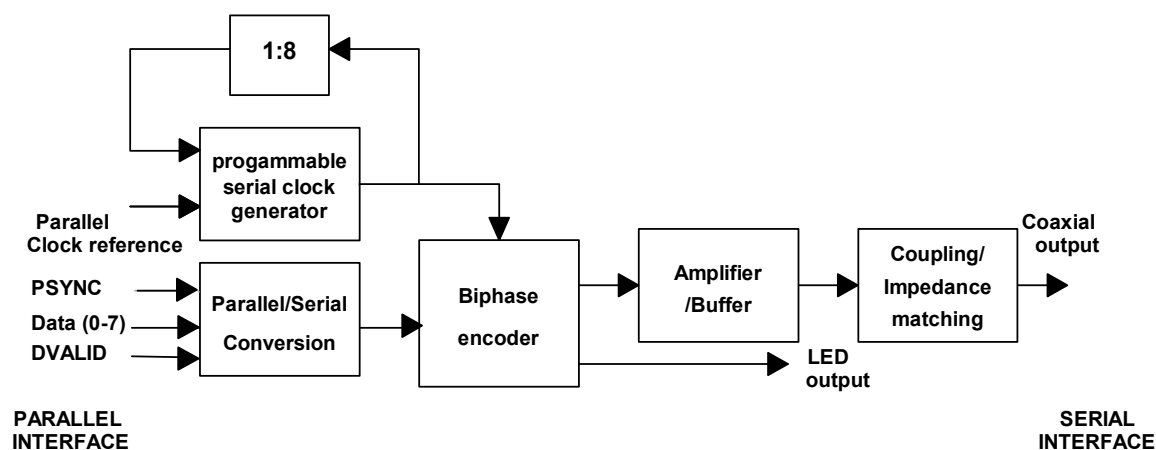 1:8
progammable
serial clock
generator
Parallel
Clock reference
PSYNC
Data (0-7)
DVALID
Parallel/Serial
Conversion
Biphase
encoder
Amplifier
/Buffer
Coupling/
Impedance
matching
Coaxial
output
LED
output
PARALLEL
INTERFACE
SERIAL
INTERFACE